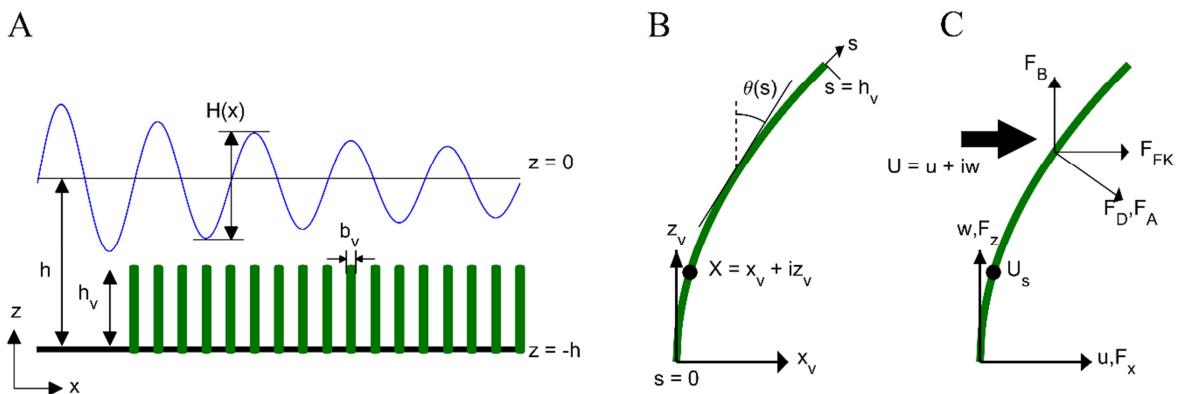 A
H(x)
z = 0
h
b_v
h_v
z
x
z = -h
B
s
s = h_v
θ(s)
z_v
X = x_v + iz_v
x_v
s = 0
C
F_B
F_FK
U = u + iw
F_D,F_A
w,F_z
U_s
u,F_x